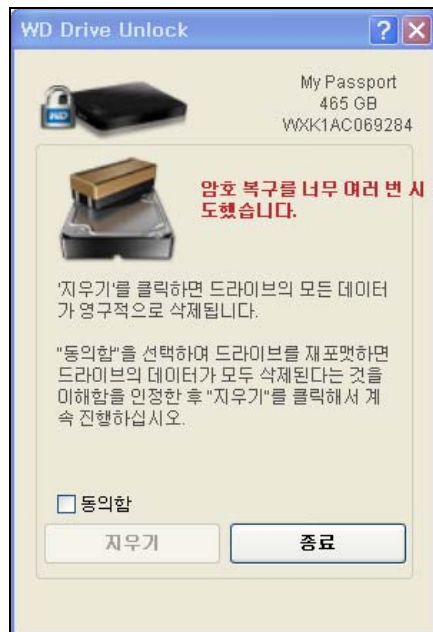 WD Drive Unlock
My Passport
465 GB
WXK1AC069284
WD
암호 복구를 너무 여러 번 시
도했습니다.
'지우기'를 클릭하면 드라이브의 모든 데이터
가 영구적으로 삭제됩니다.
"동의함"을 선택하여 드라이브를 재포맷하면
드라이브의 데이터가 모두 삭제된다는 것을
이해함을 인정한 후 "지우기"를 클릭해서 계
속 진행하십시오.
동의함
지우기
종료